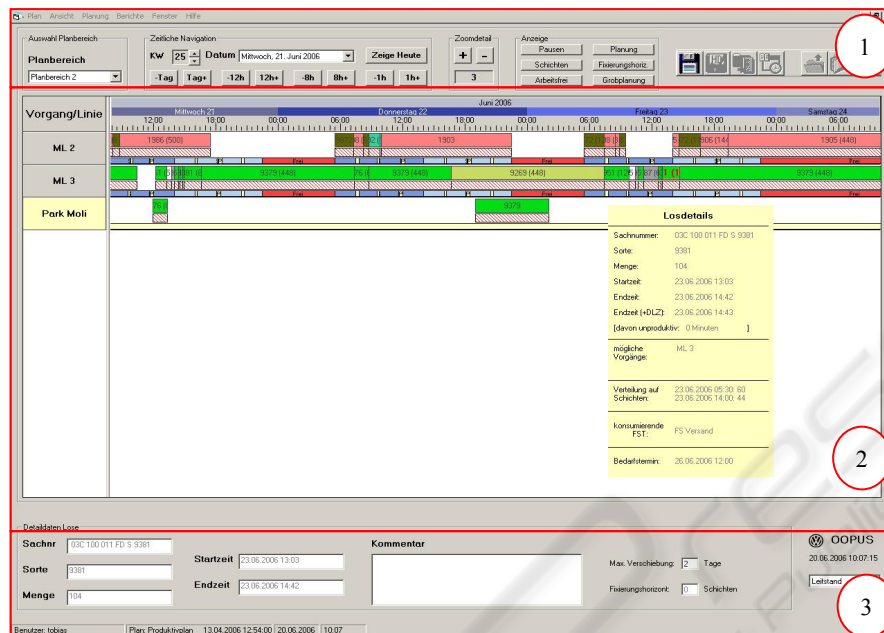 Plan Ansicht Planung Berichte Fenster Hilfe
1
Auswahl Planbereich
Planbereich
Planbereich 2
Zeitliche Navigation
KW 25 Datum Mittwoch, 21. Juni 2006 Zeige Heute
-Tag Tag+ -12h 12h+ -8h 8h+ -1h 1h+
Zoomdetail
+ -
3
Anzeige
Pausen Planung
Schichten Fixierungshoriz.
Arbeitsfrei Grobplanung
Vorgang/Linie
Juni 2006
Mittwoch 21 Donnerstag 22 Freitag 23 Samstag 24
12:00 18:00 00:00 06:00 12:00 18:00 00:00 06:00 12:00 18:00 00:00 06:00
ML 2
1986 (500) 1903 1905 (448)
Frei Frei Frei
ML 3
9379 (448) 9379 (448) 9269 (448) 9379 (448)
Frei Frei Frei
Park Moli
9379
Losdetails
Sachnummer: 03C 100 011 FD S 9381
Sorte: 9381
Menge: 104
Startzeit: 23.06.2006 13:03
Endzeit: 23.06.2006 14:42
Endzeit (+DLZ): 23.06.2006 14:43
[davon unproduktiv: 0 Minuten ]
mögliche Vorgänge: ML 3
Verteilung auf Schichten: 23.06.2006 05:30: 60
23.06.2006 14:00: 44
konsumierende FST: FS Versand
Bedarfstermin: 26.06.2006 12:00
2
Detaildaten Lose
Sachnr 03C 100 011 FD S 9381
Sorte 9381
Menge 104
Startzeit 23.06.2006 13:03
Endzeit 23.06.2006 14:42
Kommentar
Max. Verschiebung: 2 Tage
Fixierungshorizont: 0 Schichten
OOPUS
20.06.2006 10:07:15
Leitstand
3
Benutzer: tobias Plan: Produktivplan 13.04.2006 12:54:00 20.06.2006 10:07